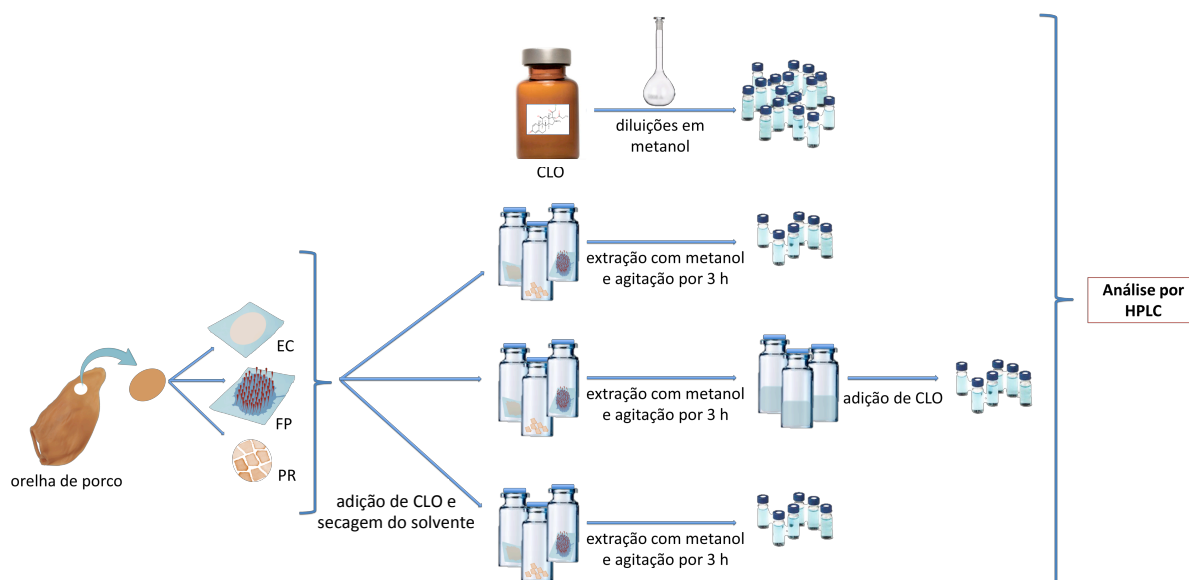 diluições em
metanol
CLO
extração com metanol
e agitação por 3 h
Análise por
HPLC
EC
FP
PR
orelha de porco
extração com metanol
e agitação por 3 h
adição de CLO
adição de CLO e
secagem do solvente
extração com metanol
e agitação por 3 h